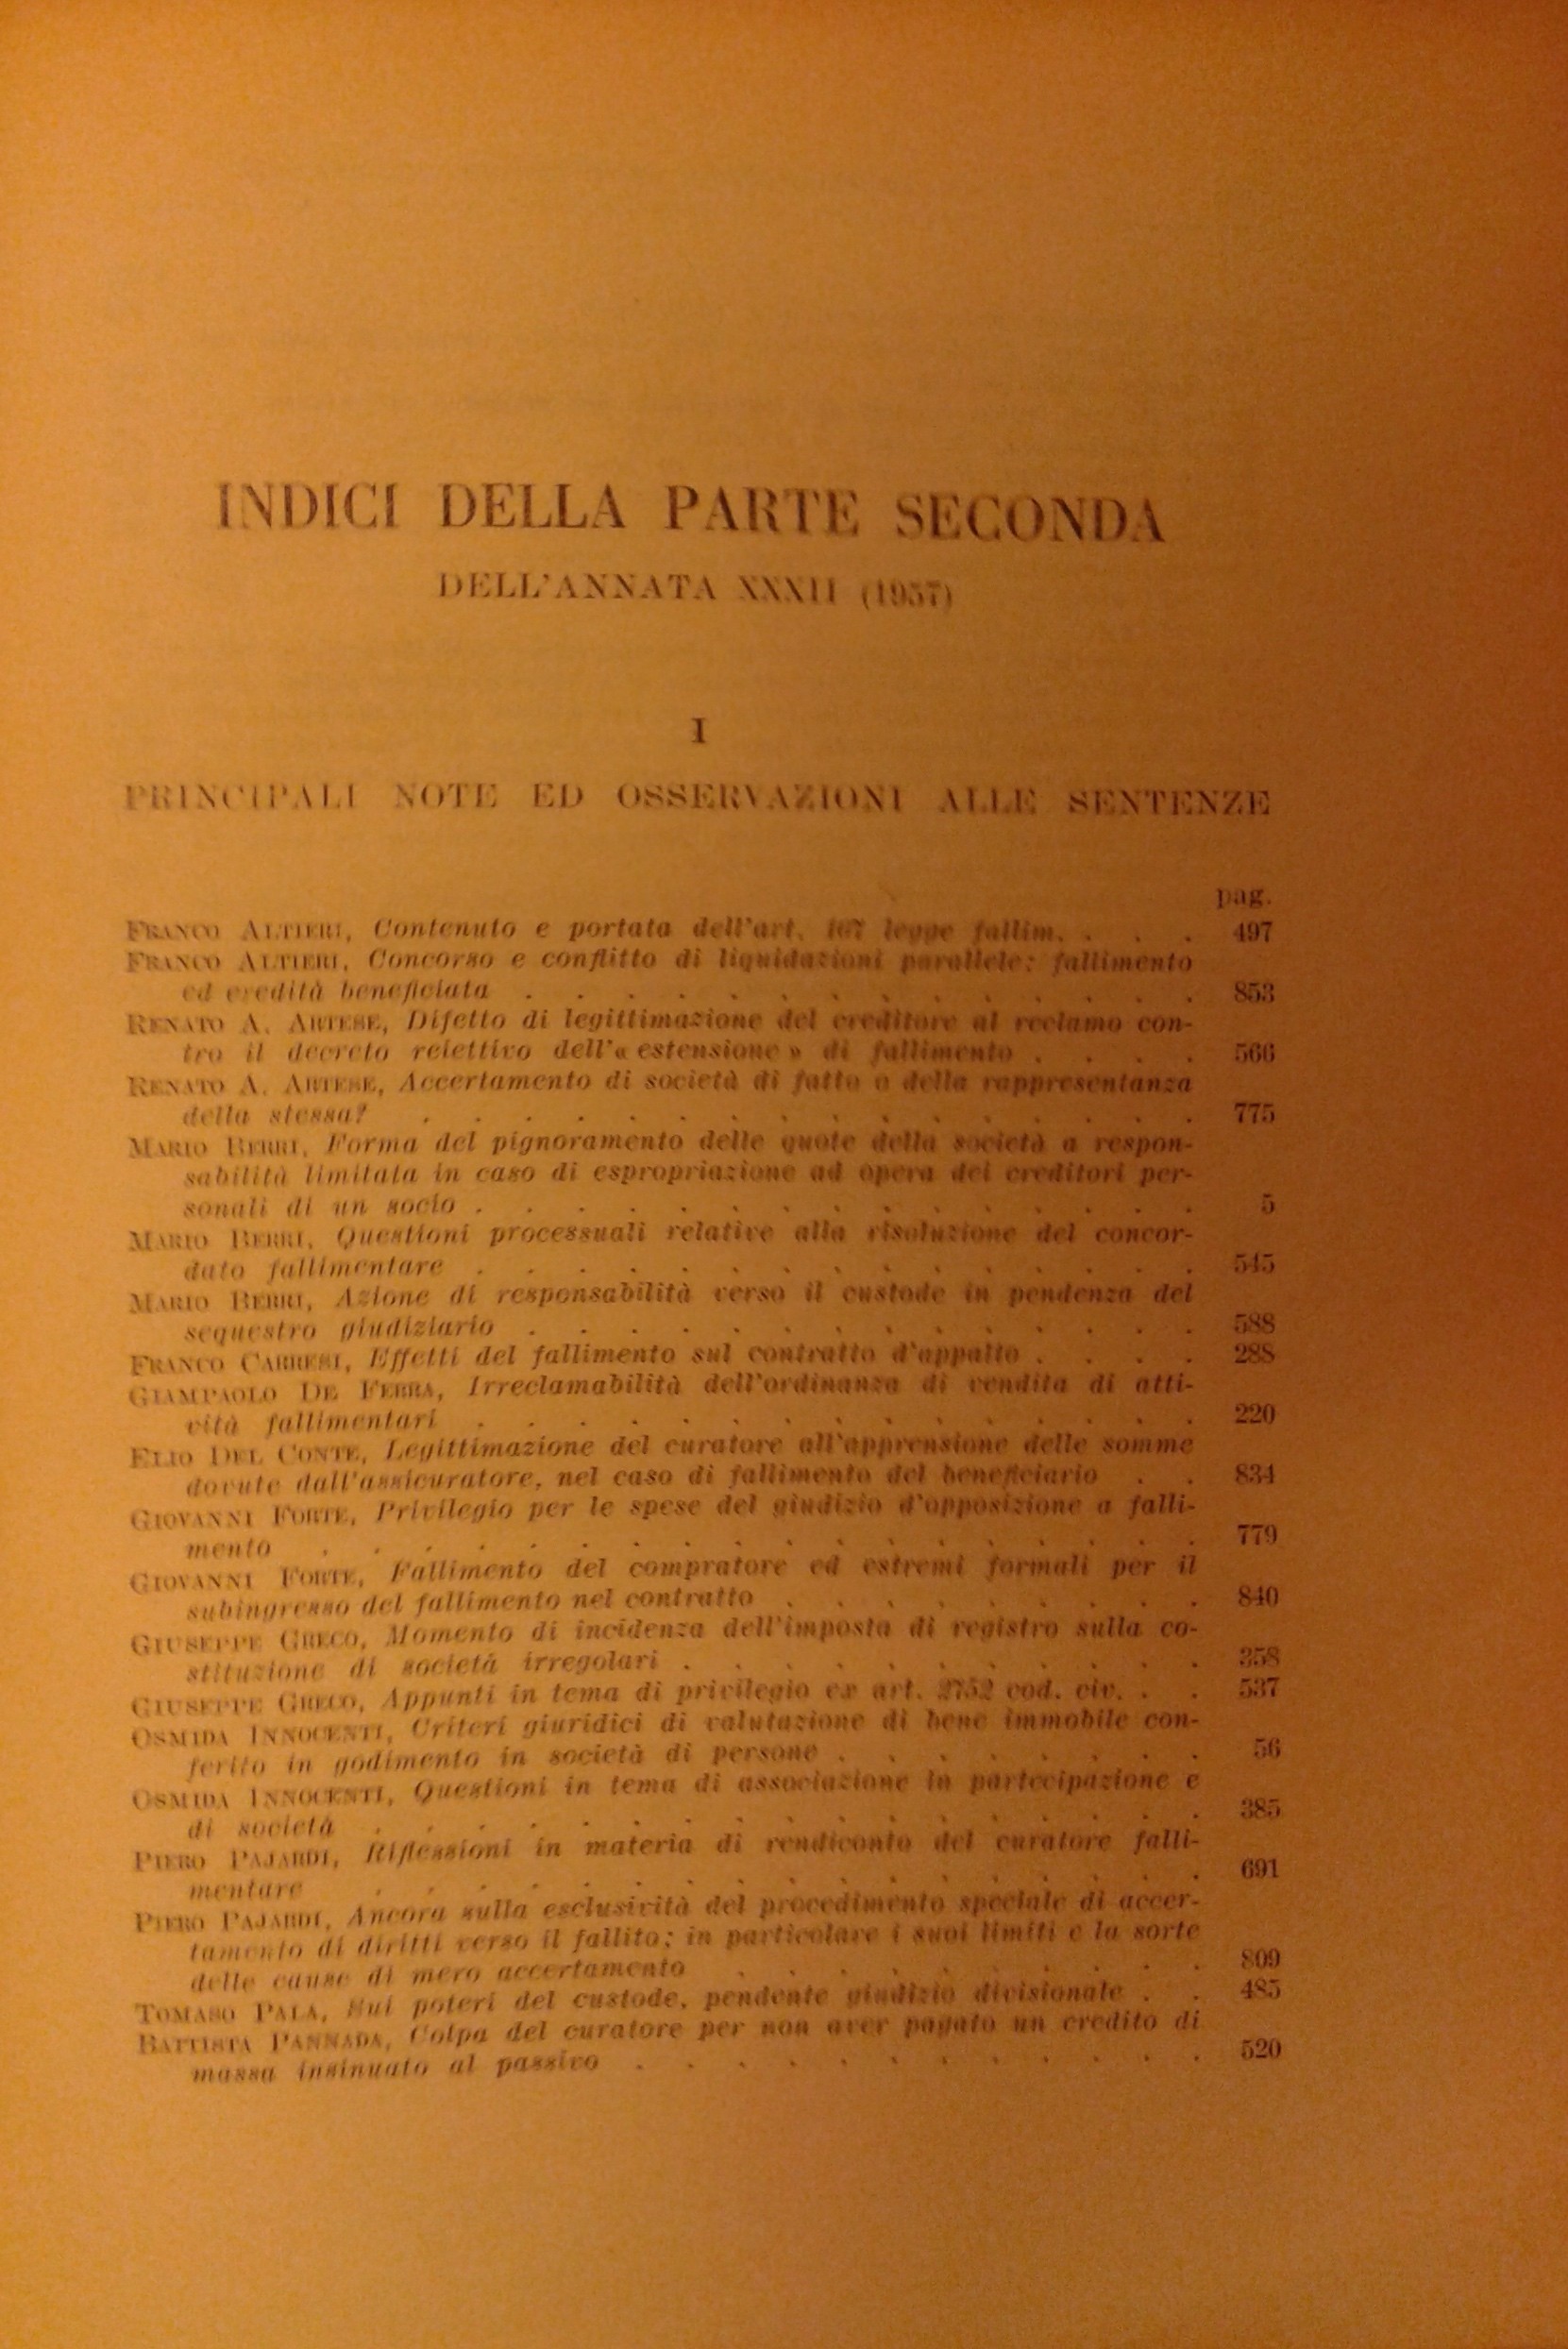 INDICI DELLA PARTE SECONDA
DELL'ANNATA XXXII (1957)
I
PRINCIPALI NOTE ED OSSERVAZIONI ALLE SENTENZE
pag.
FRANCO ALTIERI, Contenuto e portata dell'art. 167 legge fallim. . . . 497
FRANCO ALTIERI, Concorso e conflitto di liquidazioni parallele: fallimento
ed eredità beneficiata . . . . . . . . . . . . . . 853
RENATO A. ARTESE, Difetto di legittimazione del creditore al reclamo con-
tro il decreto reiettivo dell'« estensione » di fallimento . . . . 566
RENATO A. ARTESE, Accertamento di società di fatto o della rappresentanza
della stessa? . . . . . . . . . . . . . . . . 775
MARIO BERRI, Forma del pignoramento delle quote della società a respon-
sabilità limitata in caso di espropriazione ad opera dei creditori per-
sonali di un socio . . . . . . . . . . . . . . . 5
MARIO BERRI, Questioni processuali relative alla risoluzione del concor-
dato fallimentare . . . . . . . . . . . . . . . 545
MARIO BERRI, Azione di responsabilità verso il custode in pendenza del
sequestro giudiziario . . . . . . . . . . . . . . 588
FRANCO CARRESI, Effetti del fallimento sul contratto d'appalto . . . . 288
GIAMPAOLO DE FERRA, Irreclamabilità dell'ordinanza di vendita di atti-
vità fallimentari . . . . . . . . . . . . . . . 220
ELIO DEL CONTE, Legittimazione del curatore all'apprensione delle somme
dovute dall'assicuratore, nel caso di fallimento del beneficiario . . 834
GIOVANNI FORTE, Privilegio per le spese del giudizio d'opposizione a falli-
mento . . . . . . . . . . . . . . . . . . 779
GIOVANNI FORTE, Fallimento del compratore ed estremi formali per il
subingresso del fallimento nel contratto . . . . . . . . . 840
GIUSEPPE GRECO, Momento di incidenza dell'imposta di registro sulla co-
stituzione di società irregolari . . . . . . . . . . . 358
GIUSEPPE GRECO, Appunti in tema di privilegio ex art. 2752 cod. civ. . . 537
OSMIDA INNOCENTI, Criteri giuridici di valutazione di bene immobile con-
ferito in godimento in società di persone . . . . . . . . 56
OSMIDA INNOCENTI, Questioni in tema di associazione in partecipazione e
di società . . . . . . . . . . . . . . . . . 385
PIERO PAJARDI, Riflessioni in materia di rendiconto del curatore falli-
mentare . . . . . . . . . . . . . . . . . 691
PIERO PAJARDI, Ancora sulla esclusività del procedimento speciale di accer-
tamento di diritti verso il fallito; in particolare i suoi limiti e la sorte
delle cause di mero accertamento . . . . . . . . . . 809
TOMASO PALA, Sui poteri del custode, pendente giudizio divisionale . . 485
BATTISTA PANNADA, Colpa del curatore per non aver pagato un credito di
massa insinuato al passivo . . . . . . . . . . . . 520